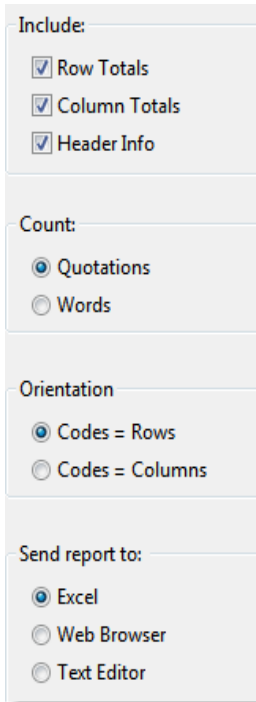 Include:
Row Totals
Column Totals
Header Info
Count:
Quotations
Words
Orientation
Codes = Rows
Codes = Columns
Send report to:
Excel
Web Browser
Text Editor